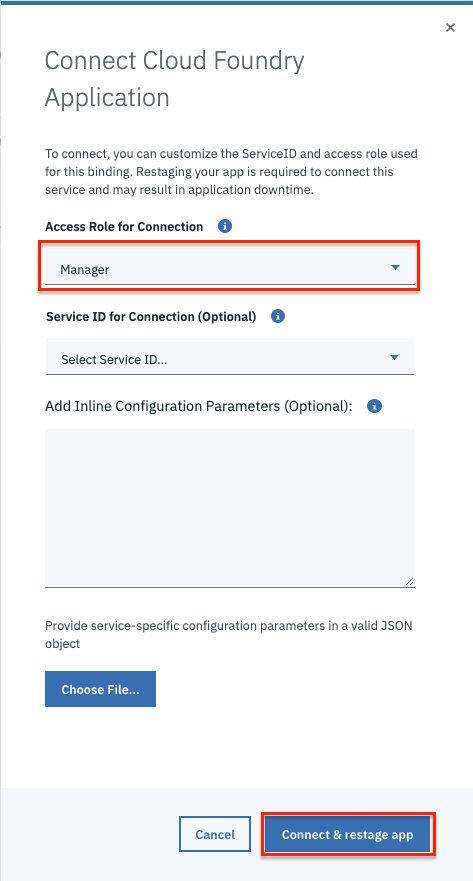 Connect Cloud Foundry
Application
To connect, you can customize the ServiceID and access role used
for this binding. Restaging your app is required to connect this
service and may result in application downtime.
Access Role for Connection
Manager
Service ID for Connection (Optional)
Select Service ID...
Add Inline Configuration Parameters (Optional):
Provide service-specific configuration parameters in a valid JSON
object
Choose File...
Cancel
Connect & restage app